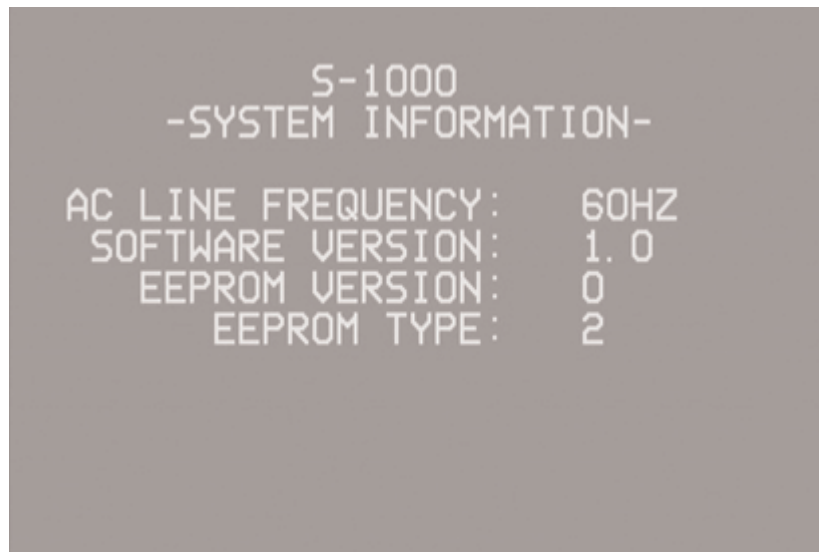 S-1000
-SYSTEM INFORMATION-
AC LINE FREQUENCY: 60HZ
SOFTWARE VERSION: 1.0
EEPROM VERSION: 0
EEPROM TYPE: 2